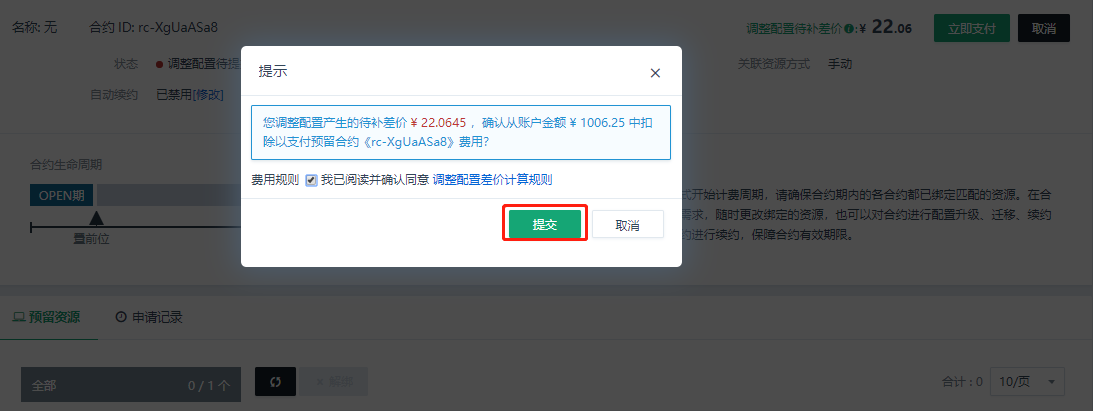 名称: 无 合约 ID: rc-XgUaASa8 调整配置待补差价 : ¥ 22.06 立即支付 取消
提示
状态 调整配置待提 关联资源方式 手动
自动续约 已禁用[修改]
您调整配置产生的待补差价 ¥ 22.0645 ，确认从账户金额 ¥ 1006.25 中扣
除以支付预留合约《rc-XgUaASa8》费用？
费用规则 我已阅读并确认同意 调整配置差价计算规则
提交 取消
合约生命周期
OPEN期
当前位
式开始计费周期，请确保合约期内的各合约都已绑定匹配的资源。在合
需求，随时更改绑定的资源，也可以对合约进行配置升级、迁移、续约
约进行续约，保障合约有效期限。
预留资源 申请记录
全部 0 / 1 个 解绑 合计 : 0 10/页